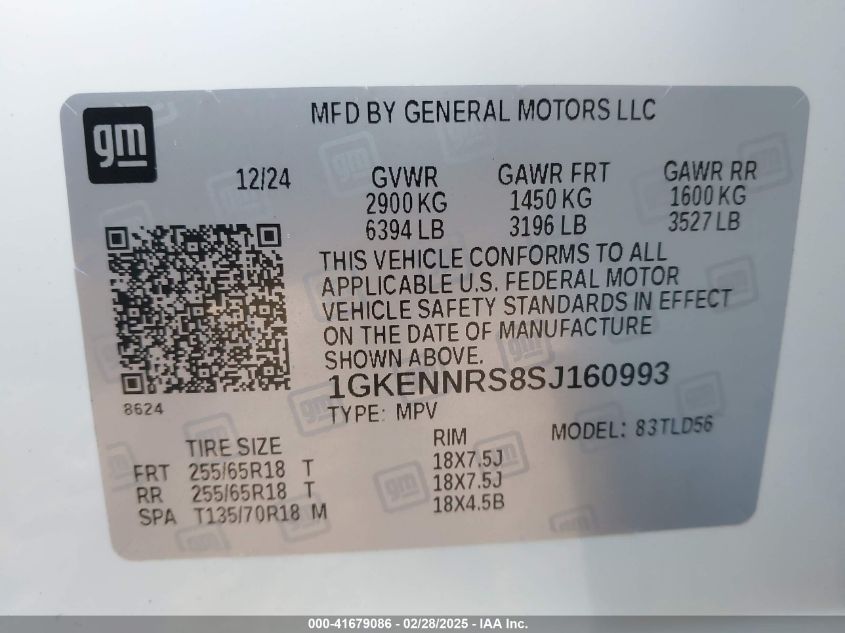 gm
MFD BY GENERAL MOTORS LLC
12/24 GVWR GAWR FRT GAWR RR
2900 KG 1450 KG 1600 KG
6394 LB 3196 LB 3527 LB
THIS VEHICLE CONFORMS TO ALL
APPLICABLE U.S. FEDERAL MOTOR
VEHICLE SAFETY STANDARDS IN EFFECT
ON THE DATE OF MANUFACTURE
SHOWN ABOVE.
1GKENNRS8SJ160993
8624
TYPE: MPV MODEL: 83TLD56
TIRE SIZE RIM
FRT 255/65R18 T 18X7.5J
RR 255/65R18 T 18X7.5J
SPA T135/70R18 M 18X4.5B
000-41679086 - 02/28/2025 - IAA Inc.